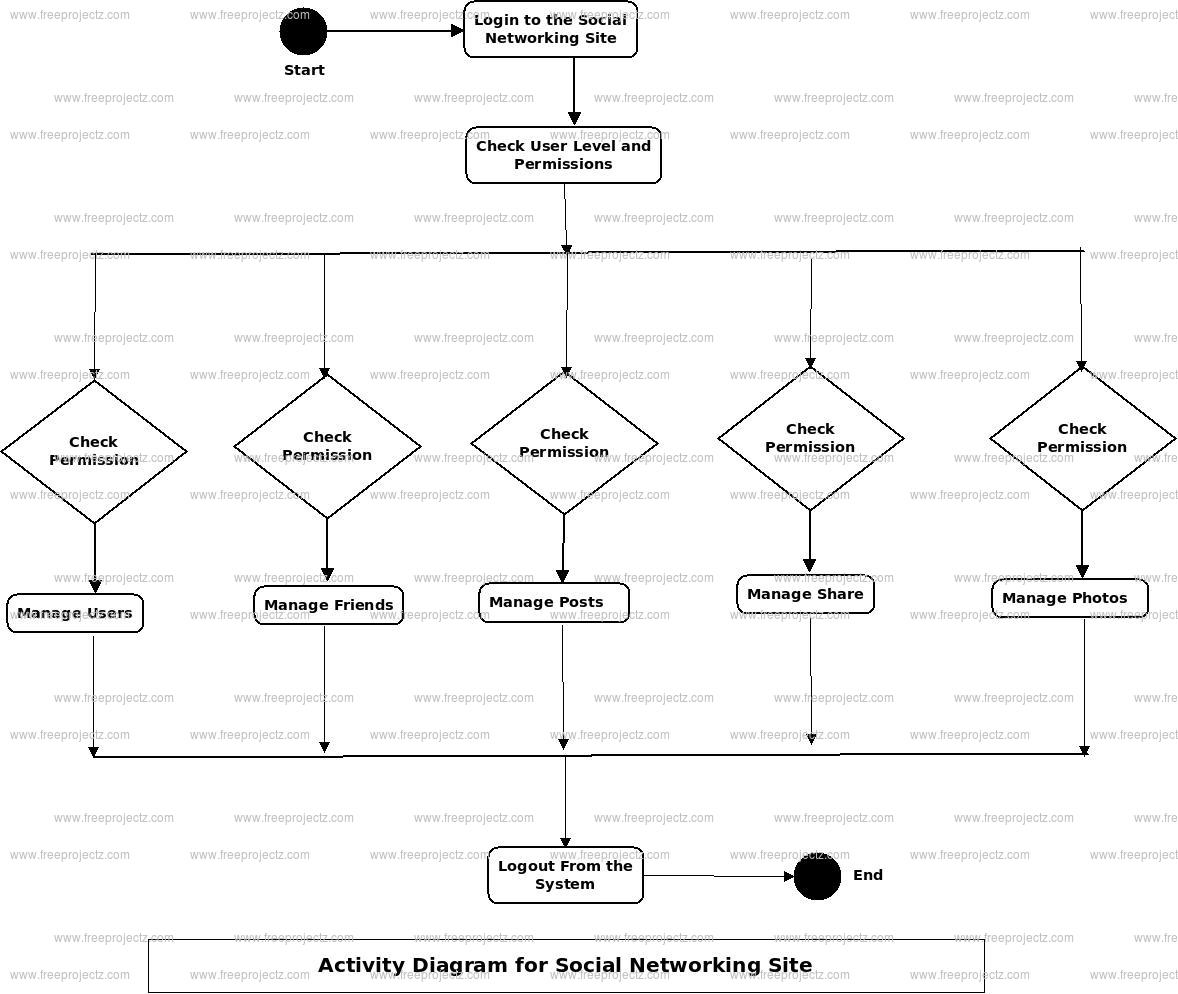 Login to the Social
Networking Site
Start
Check User Level and
Permissions
Check
Permission
Check
Permission
Check
Permission
Check
Permission
Check
Permission
Manage Users
Manage Friends
Manage Posts
Manage Share
Manage Photos
Logout From the
System
End
Activity Diagram for Social Networking Site
www.freeprojectz.com